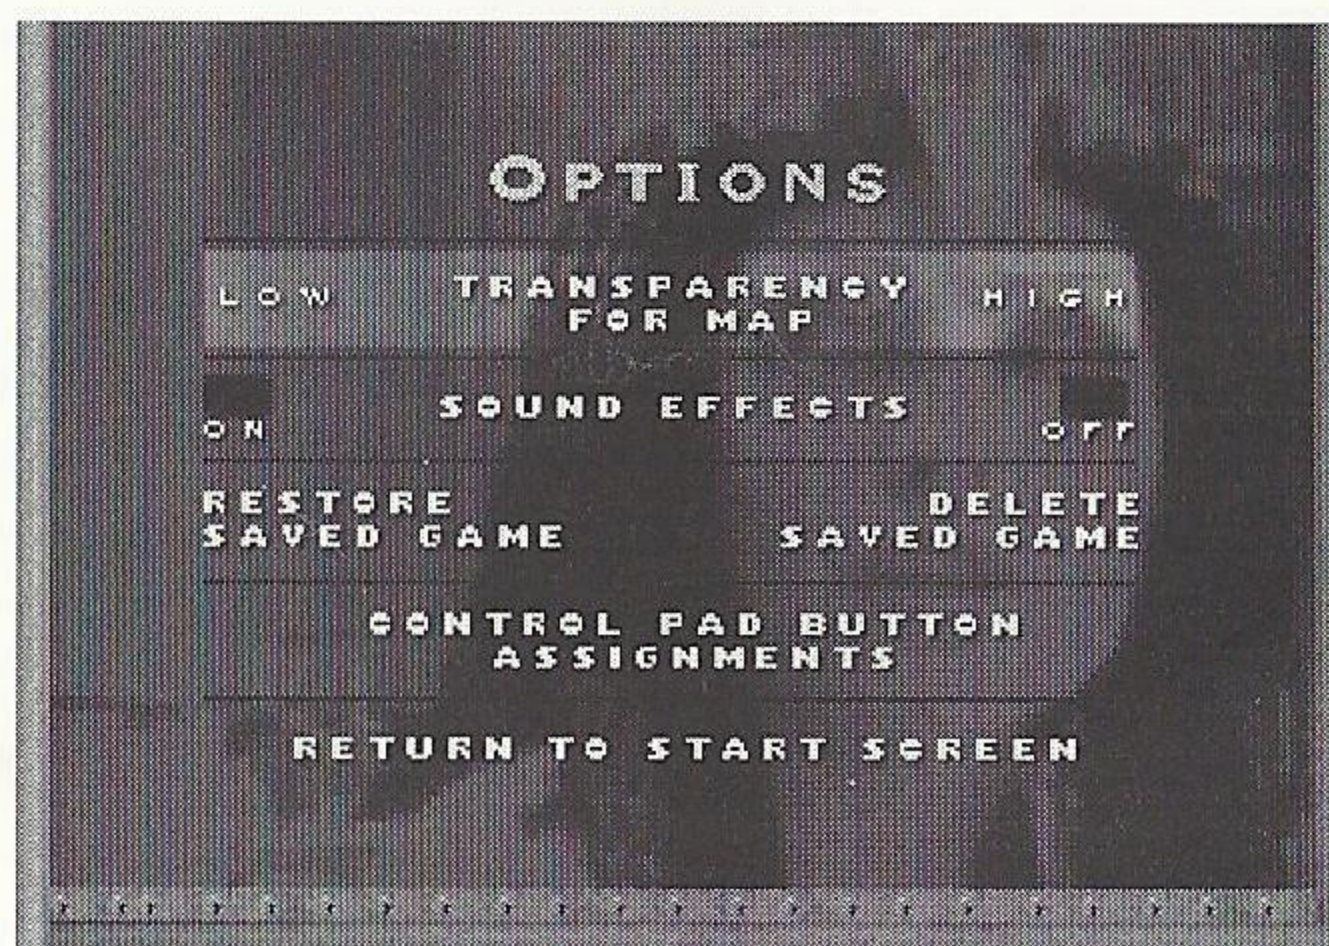 OPTIONS
LOW TRANSPARENCY HIGH
FOR MAP
SOUND EFFECTS
ON OFF
RESTORE DELETE
SAVED GAME SAVED GAME
CONTROL PAD BUTTON
ASSIGNMENTS
RETURN TO START SCREEN